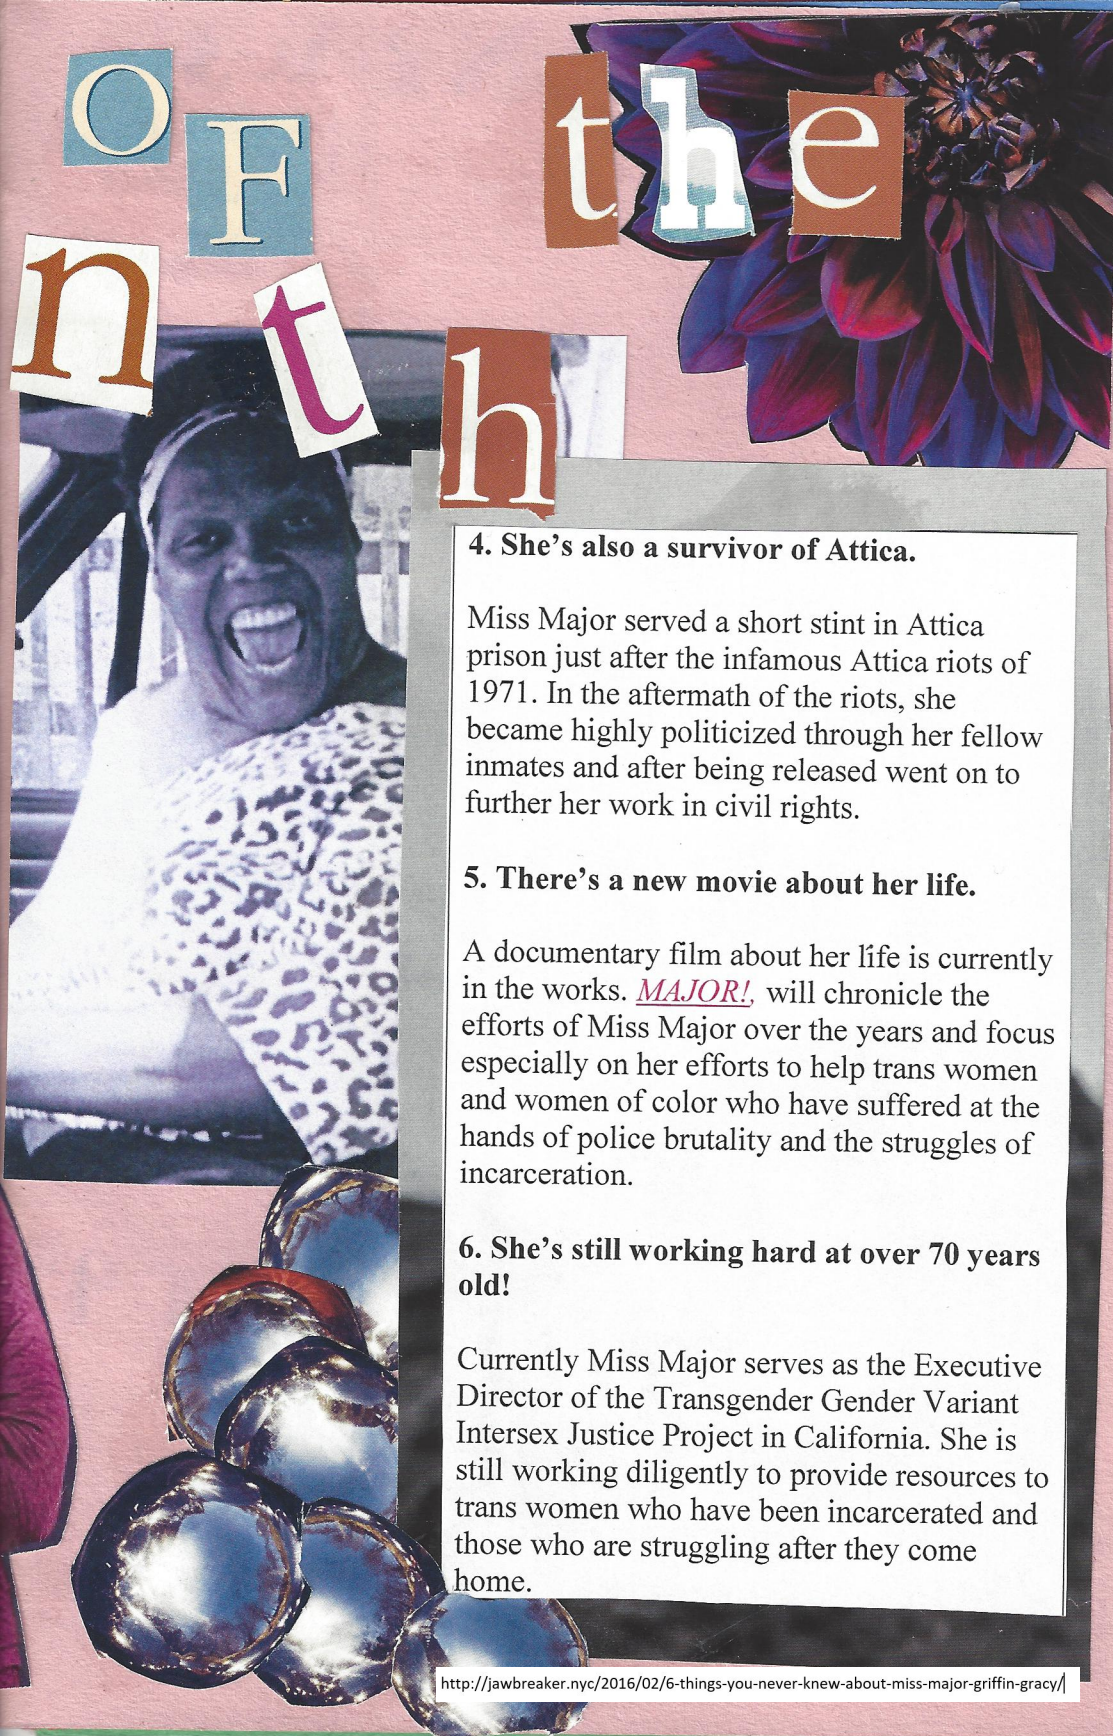 OF the
nth
4. She's also a survivor of Attica.
Miss Major served a short stint in Attica
prison just after the infamous Attica riots of
1971. In the aftermath of the riots, she
became highly politicized through her fellow
inmates and after being released went on to
further her work in civil rights.
5. There's a new movie about her life.
A documentary film about her life is currently
in the works. MAJOR!, will chronicle the
efforts of Miss Major over the years and focus
especially on her efforts to help trans women
and women of color who have suffered at the
hands of police brutality and the struggles of
incarceration.
6. She's still working hard at over 70 years
old!
Currently Miss Major serves as the Executive
Director of the Transgender Gender Variant
Intersex Justice Project in California. She is
still working diligently to provide resources to
trans women who have been incarcerated and
those who are struggling after they come
home.
http://jawbreaker.nyc/2016/02/6-things-you-never-knew-about-miss-major-griffin-gracy/